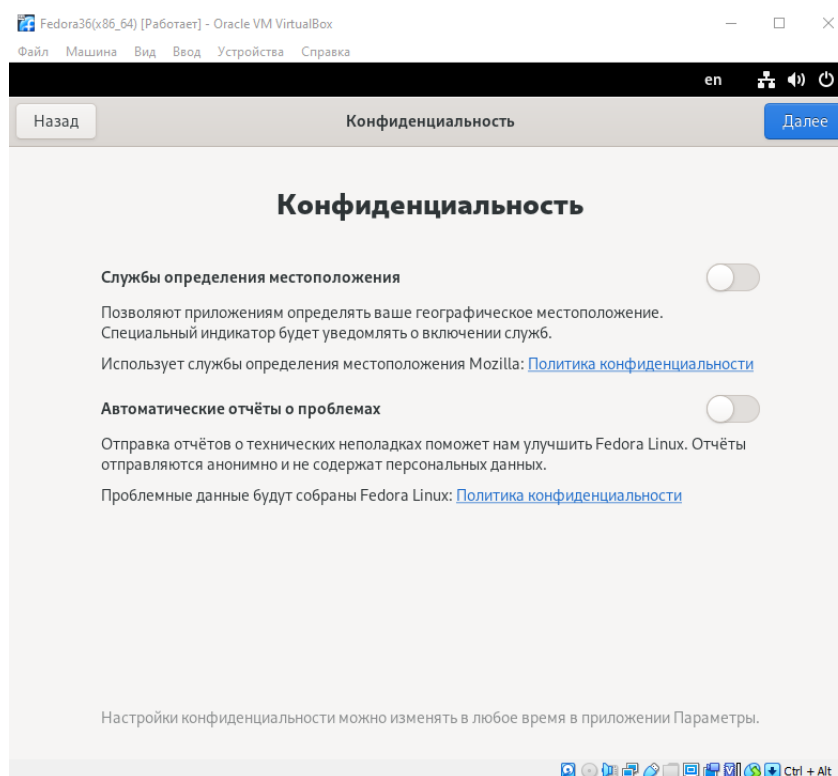 Fedora36(x86_64) [Работает] - Oracle VM VirtualBox
Файл Машина Вид Ввод Устройства Справка
en
Назад Конфиденциальность Далее
Конфиденциальность
Службы определения местоположения
Позволяют приложениям определять ваше географическое местоположение.
Специальный индикатор будет уведомлять о включении служб.
Использует службы определения местоположения Mozilla: Политика конфиденциальности
Автоматические отчёты о проблемах
Отправка отчётов о технических неполадках поможет нам улучшить Fedora Linux. Отчёты
отправляются анонимно и не содержат персональных данных.
Проблемные данные будут собраны Fedora Linux: Политика конфиденциальности
Настройки конфиденциальности можно изменять в любое время в приложении Параметры.
Ctrl + Alt